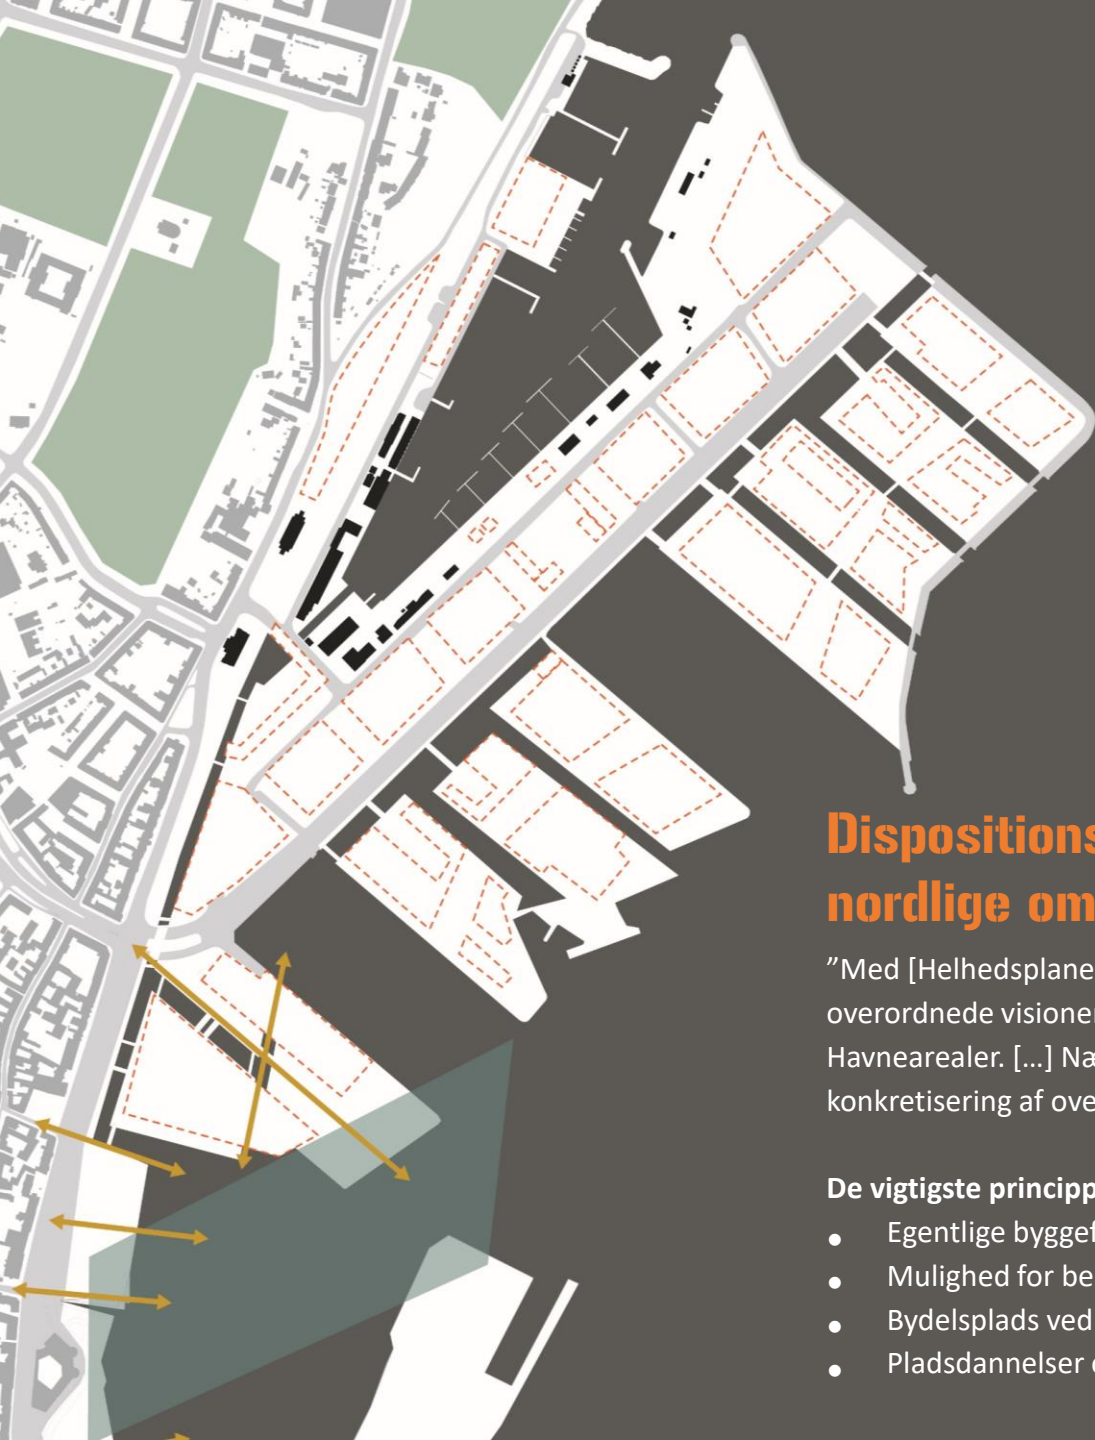 Dispositions
nordlige om
”Med [Helhedsplane
overordnede visione
Havnearealer. [...] Næ
konkretisering af ove
De vigtigste princip
• Egentlige byggef
• Mulighed for be
• Bydelsplads ved
• Pladsdannelser